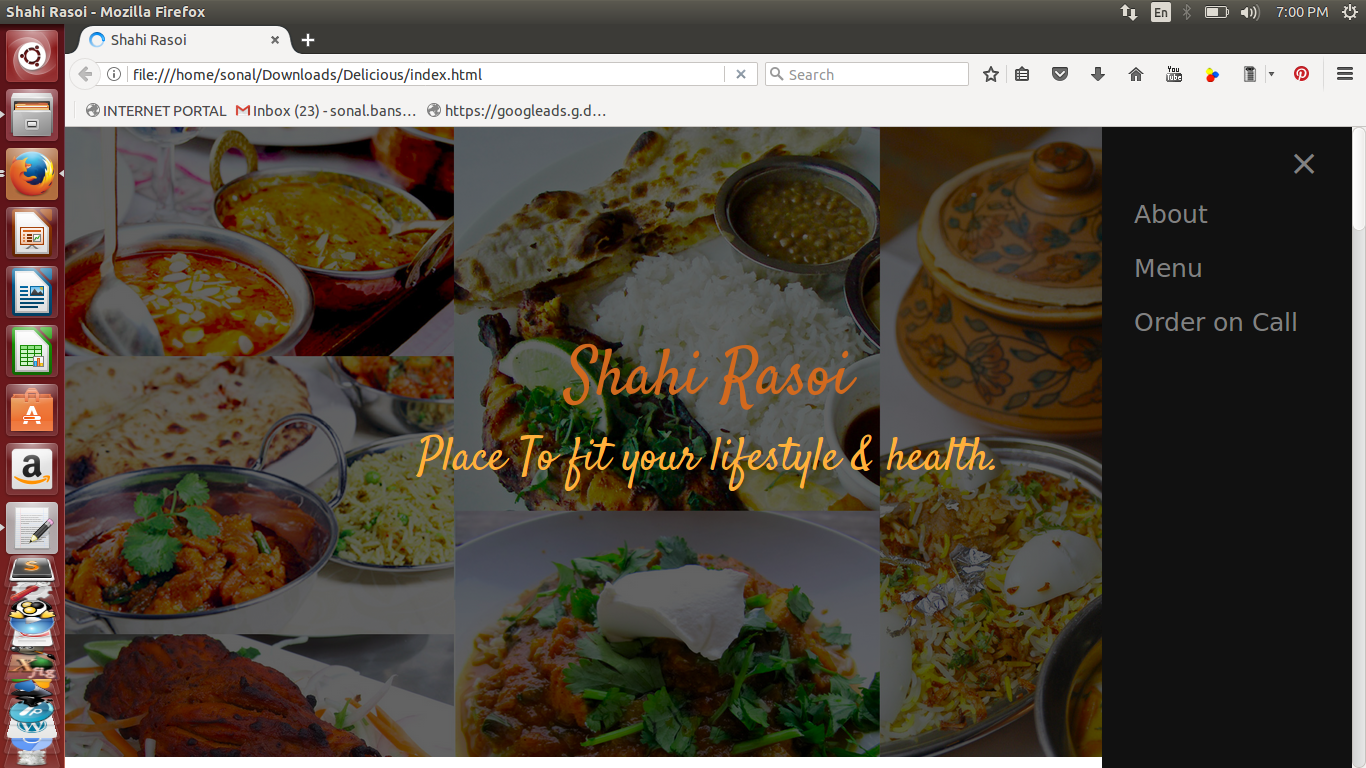 Shahi Rasoi - Mozilla Firefox
En
7:00 PM
Shahi Rasoi
file:///home/sonal/Downloads/Delicious/index.html
Search
You
Tube
INTERNET PORTAL
Inbox (23) - sonal.bans…
https://googleads.g.d…
About
Menu
Order on Call
Shahi Rasoi
Place To fit your lifestyle & health.